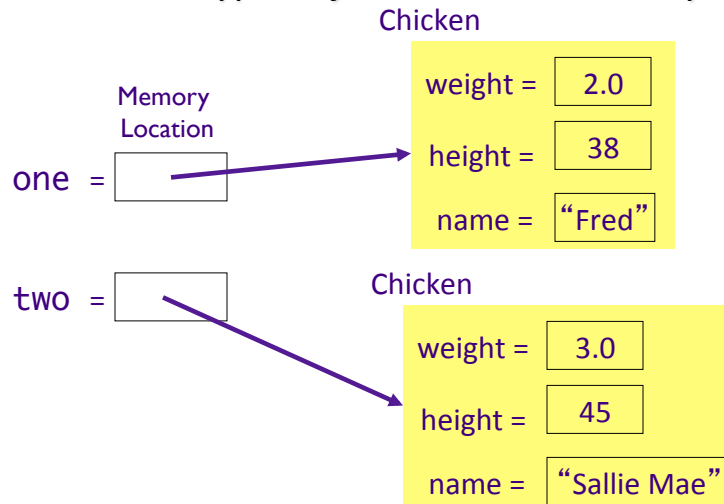 Chicken
weight = 2.0
Memory
Location
height = 38
one =
name = “Fred”
two =
Chicken
weight = 3.0
height = 45
name = “Sallie Mae”